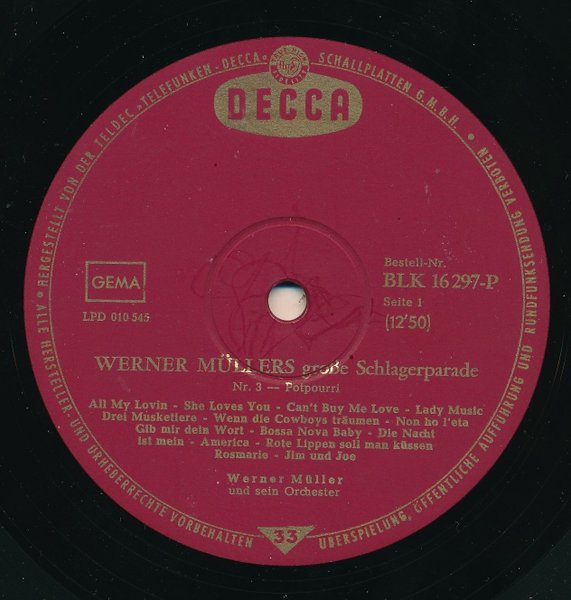 HERGESTELLT VON DER TELDEC „TELEFUNKEN - DECCA“ SCHALLPLATTEN G.M.B.H.
DECCA
GEMA
LPD 010-545
Bestell-Nr.
BLK 16297-P
Seite 1
(12'50)
WERNER MÜLLERS große Schlagerparade
Nr. 3 — Potpourri
All My Lovin - She Loves You - Can't Buy Me Love - Lady Music
Drei Musketiere - Wenn die Cowboys träumen - Non ho l'eta
Gib mir dein Wort - Bossa Nova Baby - Die Nacht
ist mein - America - Rote Lippen soll man küssen
Rosmarie - Jim und Joe
Werner Müller
und sein Orchester
ALLE HERSTELLER- UND URHEBERRECHTE VORBEHALTEN
33
ÜBERSPIELUNG, ÖFFENTLICHE AUFFÜHRUNG UND RUNDFUNKSENDUNG VERBOTEN